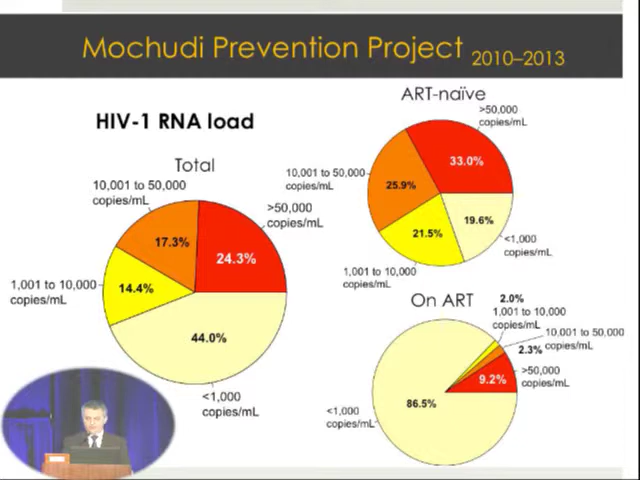 Mochudi Prevention Project 2010–2013
HIV-1 RNA load
Total
10,001 to 50,000
copies/mL
>50,000
copies/mL
17.3%
24.3%
1,001 to 10,000
copies/mL
14.4%
44.0%
<1,000
copies/mL
ART-naïve
>50,000
copies/mL
33.0%
10,001 to 50,000
copies/mL
25.9%
19.6%
21.5%
<1,000
copies/mL
1,001 to 10,000
copies/mL
On ART
2.0%
1,001 to 10,000
copies/mL
10,001 to 50,000
copies/mL
2.3%
>50,000
copies/mL
9.2%
86.5%
<1,000
copies/mL